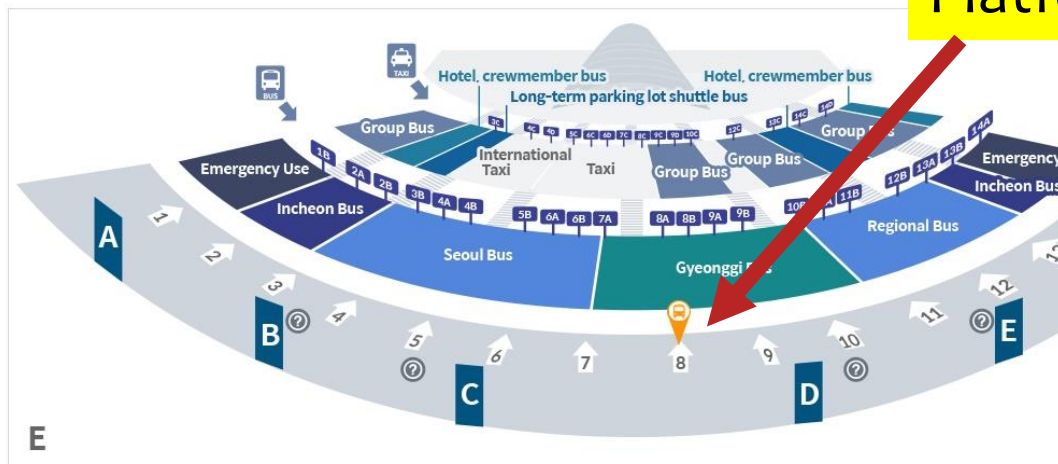 Hotel, crewmember bus
Hotel, crewmember bus
Long-term parking lot shuttle bus
BUS
TAXI
3C
4C
4D
5C
6C
6D
7C
8C
9C
9D
10C
12C
13C
14C
14D
Group Bus
International
Taxi
Taxi
Group Bus
Group Bus
Emergency Use
Incheon Bus
1B
2A
2B
3B
4A
4B
5B
6A
6B
7A
8A
8B
9A
9B
11B
12B
13A
13B
14A
Emergency
Incheon Bus
Seoul Bus
Regional Bus
A
1
2
3
4
5
6
7
8
9
10
11
12
B
C
D
E
?
?
?
?
E